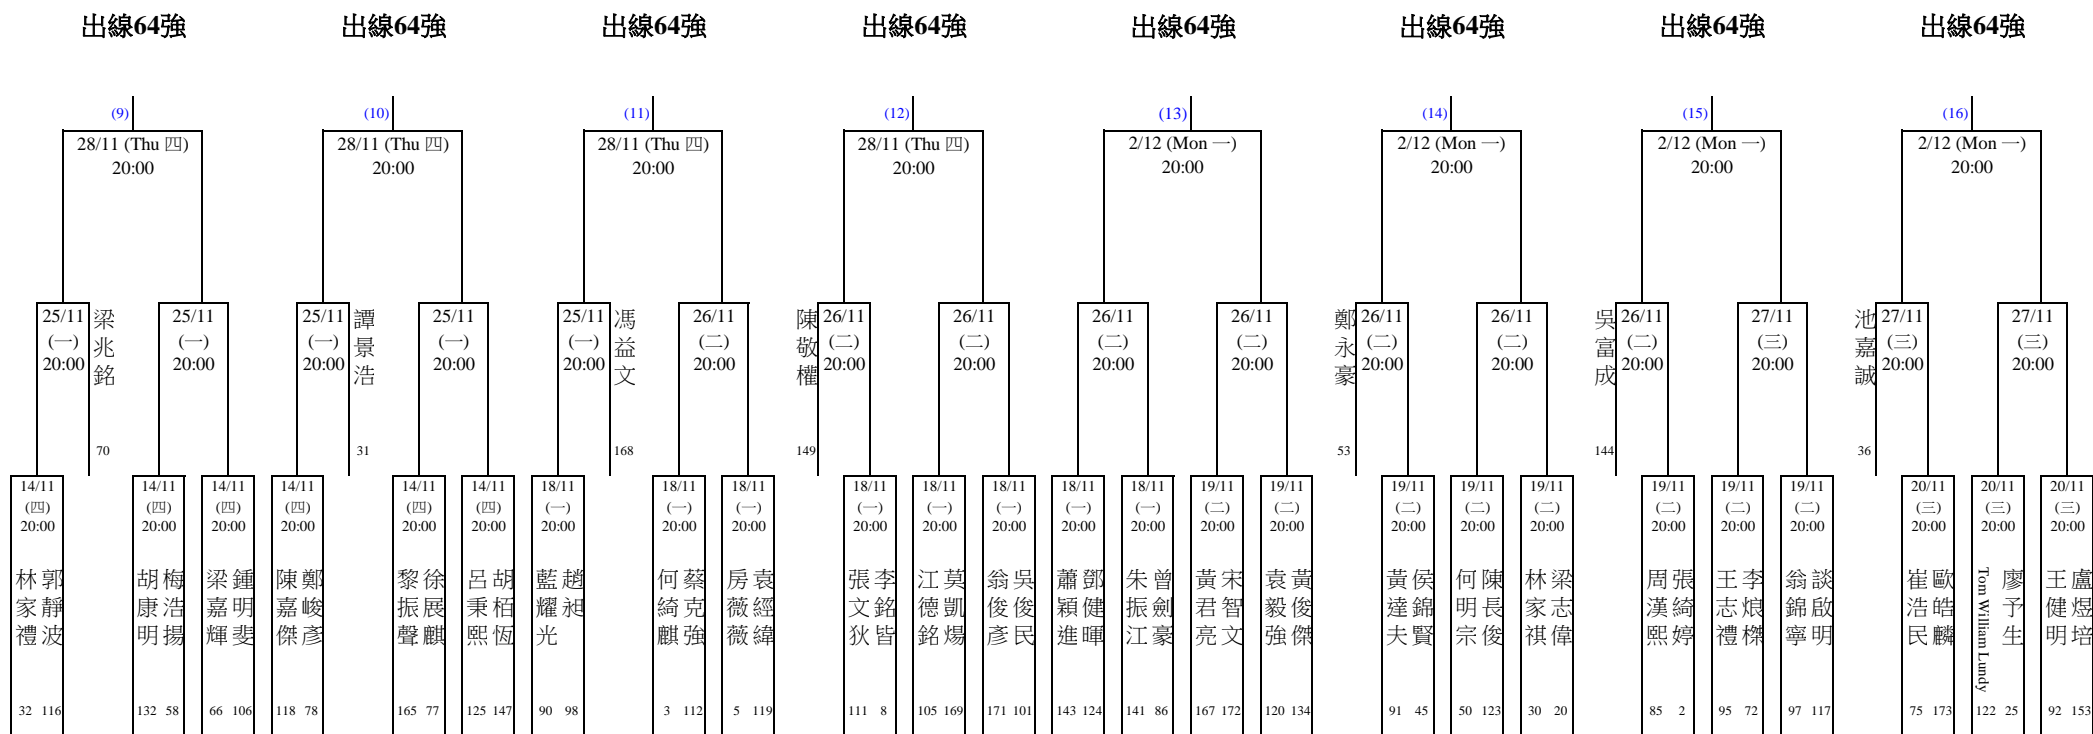 出線64強 出線64強 出線64強 出線64強 出線64強 出線64強 出線64強 出線64強
(9) (10) (11) (12) (13) (14) (15) (16)
28/11 (Thu 四) 28/11 (Thu 四) 28/11 (Thu 四) 28/11 (Thu 四) 2/12 (Mon 一) 2/12 (Mon 一) 2/12 (Mon 一) 2/12 (Mon 一)
20:00 20:00 20:00 20:00 20:00 20:00 20:00 20:00
25/11 (一) 20:00
梁兆銘
70
25/11 (一) 20:00
25/11 (一) 20:00
譚景浩
31
25/11 (一) 20:00
25/11 (一) 20:00
馮益文
168
26/11 (二) 20:00
陳敬權
149
26/11 (二) 20:00
26/11 (二) 20:00
26/11 (二) 20:00
26/11 (二) 20:00
鄭永豪
53
26/11 (二) 20:00
26/11 (二) 20:00
吳富成
144
26/11 (二) 20:00
27/11 (三) 20:00
池嘉誠
36
27/11 (三) 20:00
27/11 (三) 20:00
14/11 (四) 20:00
林家禮 32
郭靜波 116
14/11 (四) 20:00
胡康明 132
梅浩揚 58
14/11 (四) 20:00
梁嘉輝 66
鍾明斐 106
14/11 (四) 20:00
陳嘉傑 118
鄭峻彥 78
14/11 (四) 20:00
黎振聲 165
徐展麒 77
14/11 (四) 20:00
呂秉熙 125
胡栢恆 147
18/11 (一) 20:00
藍耀光 90
趙昶 98
18/11 (一) 20:00
何綺麒 3
蔡克強 112
18/11 (一) 20:00
房薇薇 5
袁經緯 119
18/11 (一) 20:00
張文狄 111
李銘皆 8
18/11 (一) 20:00
江德銘 105
莫凱煬 169
18/11 (一) 20:00
翁俊彥 171
吳俊民 101
18/11 (一) 20:00
蕭穎進 143
鄧健暉 124
18/11 (一) 20:00
朱振江 141
曾劍豪 86
19/11 (二) 20:00
黃君亮 167
宋智文 172
19/11 (二) 20:00
袁毅強 120
黃俊傑 134
19/11 (二) 20:00
黃達夫 91
侯錦賢 45
19/11 (二) 20:00
何明宗 50
陳長俊 123
19/11 (二) 20:00
林家祺 30
梁志偉 20
19/11 (二) 20:00
周漢熙 85
張綺婷 2
19/11 (二) 20:00
王志禮 95
李烺榤 72
19/11 (二) 20:00
翁錦寧 97
談啟明 117
20/11 (三) 20:00
崔浩民 75
歐皓麟 173
20/11 (三) 20:00
Tom William Lundy 122
廖予生 25
20/11 (三) 20:00
王健明 92
盧煜培 153